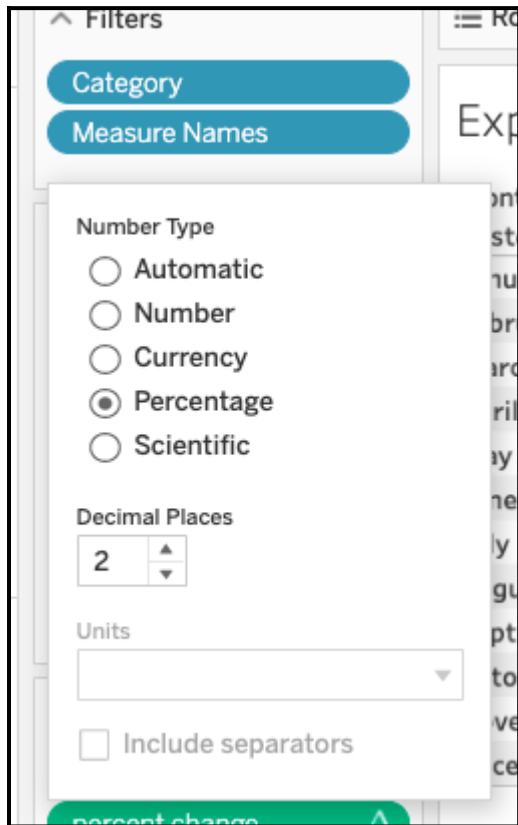 Filters
Category
Measure Names
Number Type
Automatic
Number
Currency
Percentage
Scientific
Decimal Places
2
Units
Include separators
percent change
Ro
Exp